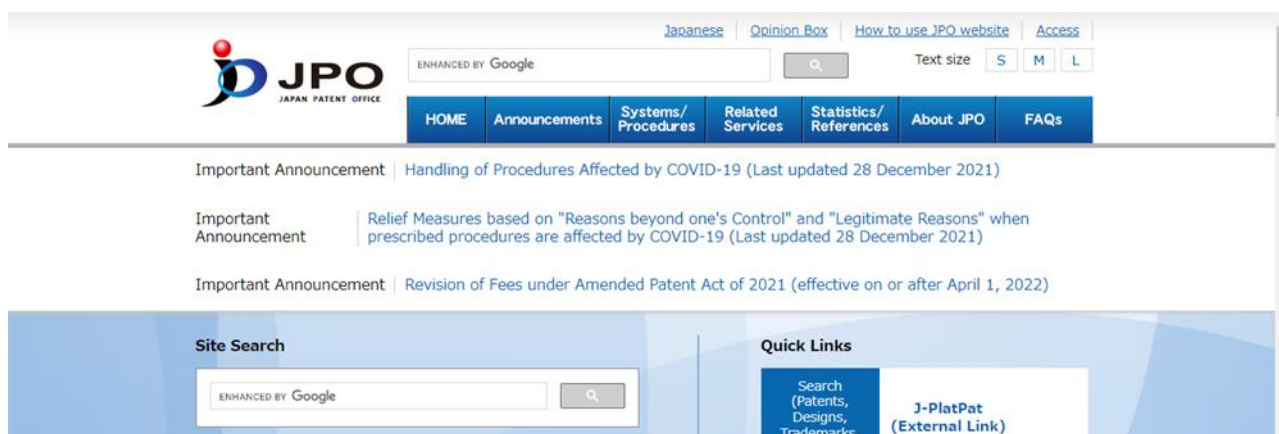 Japanese Opinion Box How to use JPO website Access
JPO
JAPAN PATENT OFFICE
ENHANCED BY Google
Text size S M L
HOME Announcements Systems/ Procedures Related Services Statistics/ References About JPO FAQs
Important Announcement Handling of Procedures Affected by COVID-19 (Last updated 28 December 2021)
Important Announcement Relief Measures based on "Reasons beyond one's Control" and "Legitimate Reasons" when
prescribed procedures are affected by COVID-19 (Last updated 28 December 2021)
Important Announcement Revision of Fees under Amended Patent Act of 2021 (effective on or after April 1, 2022)
Site Search
ENHANCED BY Google
Quick Links
Search
(Patents,
Designs,
Trademarks
J-PlatPat
(External Link)